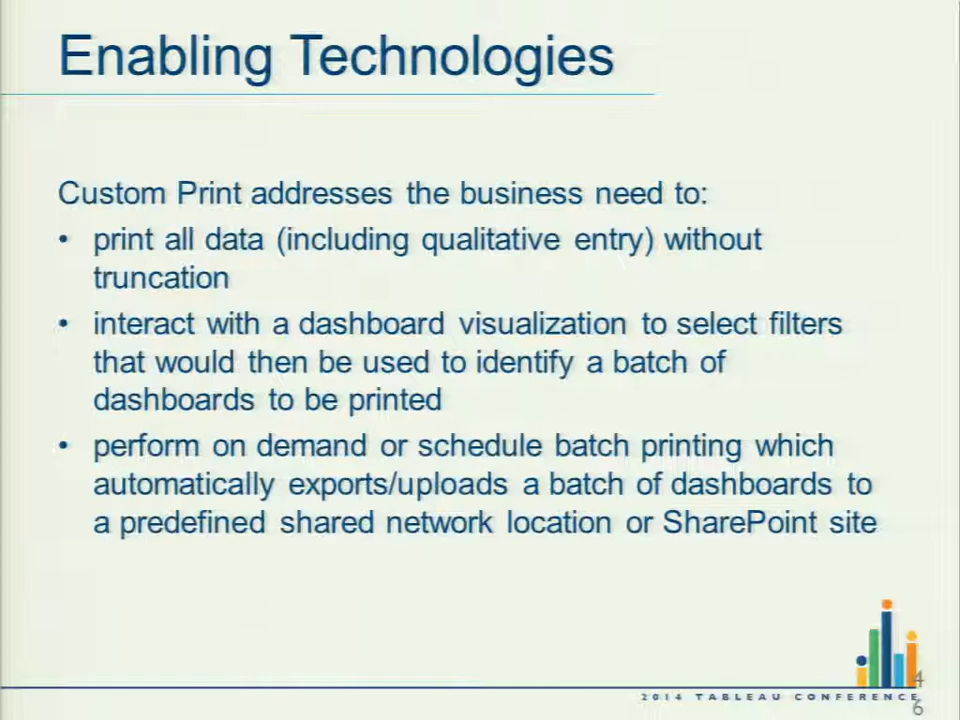 Enabling Technologies
Custom Print addresses the business need to:
• print all data (including qualitative entry) without
truncation
• interact with a dashboard visualization to select filters
that would then be used to identify a batch of
dashboards to be printed
• perform on demand or schedule batch printing which
automatically exports/uploads a batch of dashboards to
a predefined shared network location or SharePoint site
4
2014 TABLEAU CONFERENCE
6